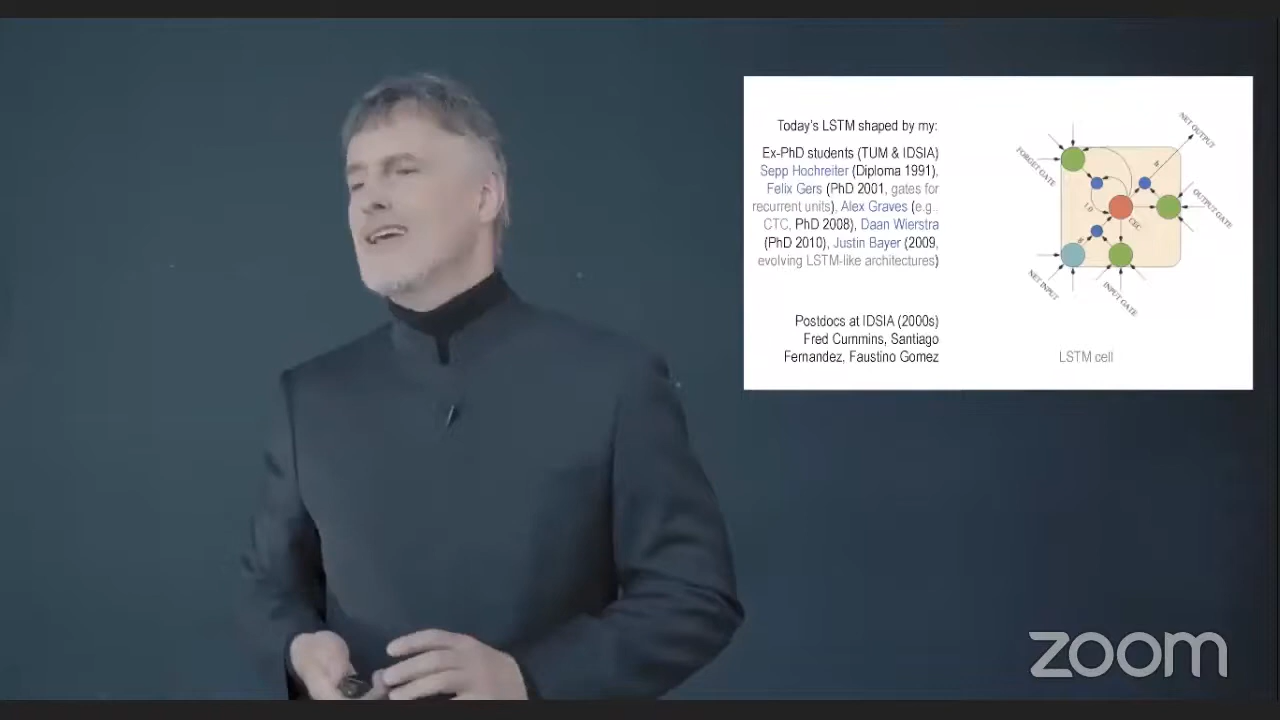 Today's LSTM shaped by my:
Ex-PhD students (TUM & IDSIA)
Sepp Hochreiter (Diploma 1991),
Felix Gers (PhD 2001, gates for
recurrent units), Alex Graves (e.g.,
CTC, PhD 2008), Daan Wierstra
(PhD 2010), Justin Bayer (2009,
evolving LSTM-like architectures)
Postdocs at IDSIA (2000s)
Fred Cummins, Santiago
Fernandez, Faustino Gomez
NET OUTPUT
FORGET GATE
h
OUTPUT GATE
1.0
CEC
g
NET INPUT
INPUT GATE
LSTM cell
zoom